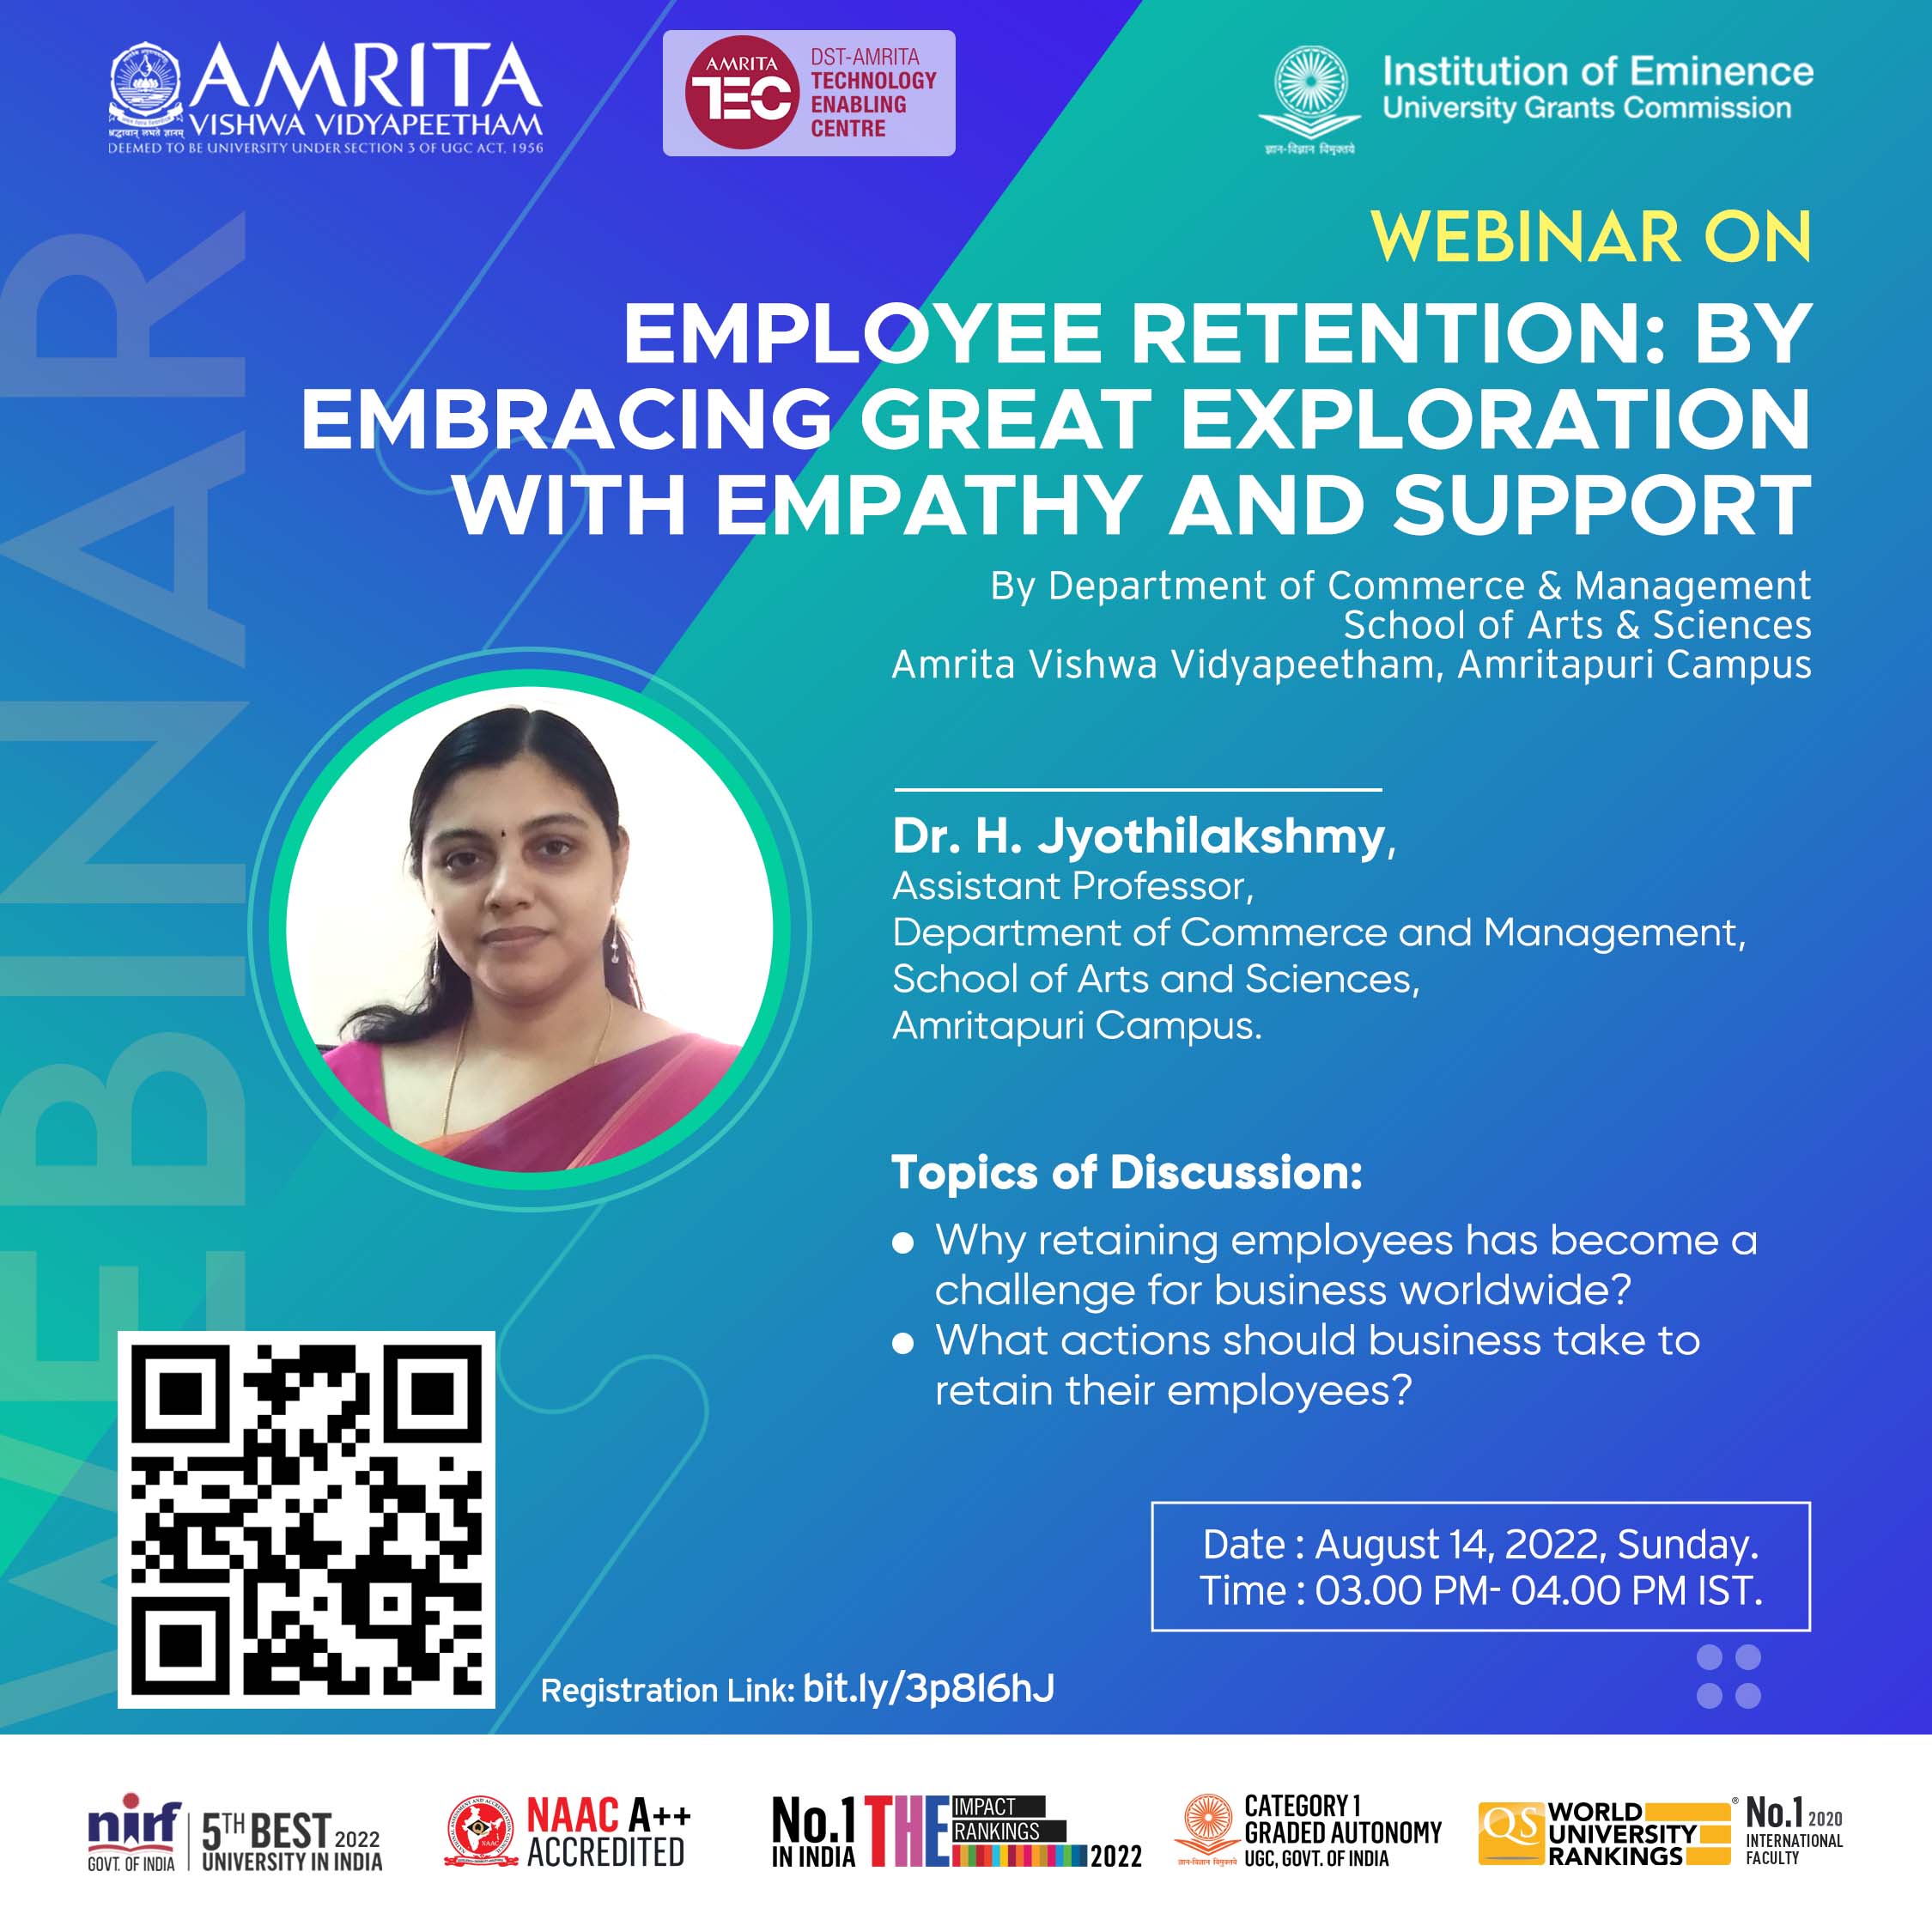 AMRITA
VISHWA VIDYAPEETHAM
श्रद्धावान् लभते ज्ञानम्
DEEMED TO BE UNIVERSITY UNDER SECTION 3 OF UGC ACT, 1956
AMRITA
TEC
DST-AMRITA
TECHNOLOGY
ENABLING
CENTRE
Institution of Eminence
University Grants Commission
ज्ञान-विज्ञान विमुक्तये
WEBINAR
WEBINAR ON
EMPLOYEE RETENTION: BY
EMBRACING GREAT EXPLORATION
WITH EMPATHY AND SUPPORT
By Department of Commerce & Management
School of Arts & Sciences
Amrita Vishwa Vidyapeetham, Amritapuri Campus
Dr. H. Jyothilakshmy,
Assistant Professor,
Department of Commerce and Management,
School of Arts and Sciences,
Amritapuri Campus.
Topics of Discussion:
● Why retaining employees has become a
challenge for business worldwide?
● What actions should business take to
retain their employees?
Date : August 14, 2022, Sunday.
Time : 03.00 PM- 04.00 PM IST.
Registration Link: bit.ly/3p8l6hJ
nirf
GOVT. OF INDIA
5TH BEST 2022
UNIVERSITY IN INDIA
NAAC
NAAC A++
ACCREDITED
No.1
IN INDIA
THE
IMPACT
RANKINGS
2022
ज्ञान-विज्ञान विमुक्तये
CATEGORY 1
GRADED AUTONOMY
UGC, GOVT. OF INDIA
QS
WORLD
UNIVERSITY
RANKINGS
®
No.1 2020
INTERNATIONAL
FACULTY